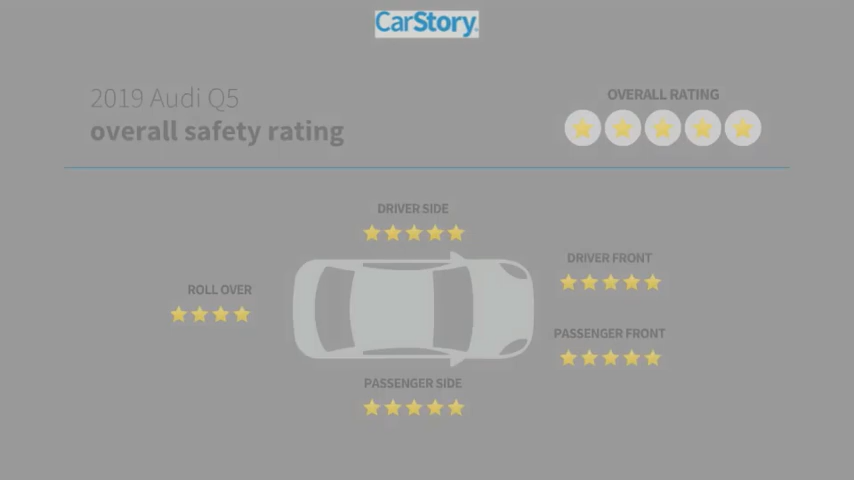 CarStory
2019 Audi Q5
overall safety rating
OVERALL RATING
DRIVER SIDE
DRIVER FRONT
ROLL OVER
PASSENGER FRONT
PASSENGER SIDE